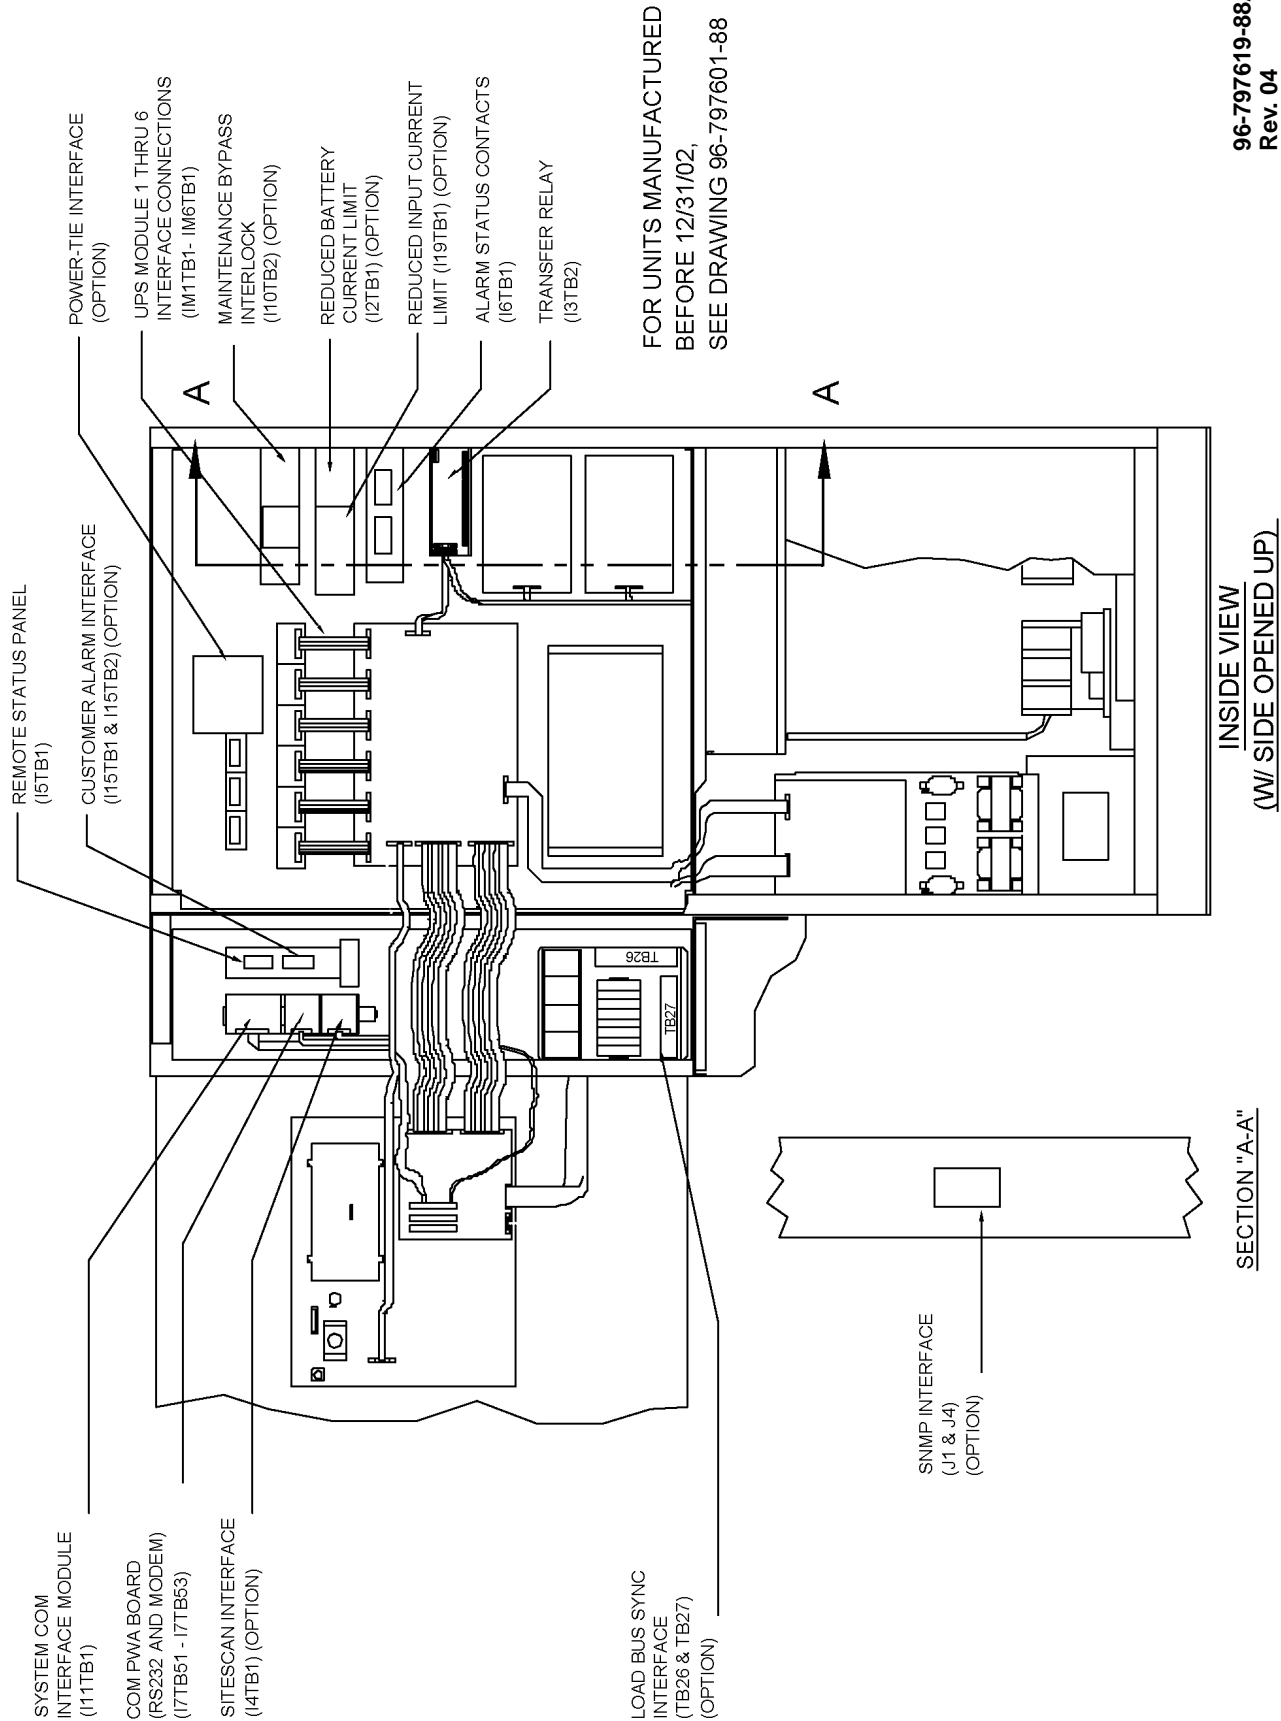 REMOTE STATUS PANEL
(I5TB1)
CUSTOMER ALARM INTERFACE
(I15TB1 & I15TB2) (OPTION)
POWER-TIE INTERFACE
(OPTION)
UPS MODULE 1 THRU 6
INTERFACE CONNECTIONS
(IM1TB1- IM6TB1)
MAINTENANCE BYPASS
INTERLOCK
(I10TB2) (OPTION)
REDUCED BATTERY
CURRENT LIMIT
(I2TB1) (OPTION)
REDUCED INPUT CURRENT
LIMIT (I19TB1) (OPTION)
ALARM STATUS CONTACTS
(I6TB1)
TRANSFER RELAY
(I3TB2)
FOR UNITS MANUFACTURED
BEFORE 12/31/02,
SEE DRAWING 96-797601-88
A
A
TB26
TB27
SYSTEM COM
INTERFACE MODULE
(I11TB1)
COM PWA BOARD
(RS232 AND MODEM)
(I7TB51 - I7TB53)
SITESCAN INTERFACE
(I4TB1) (OPTION)
LOAD BUS SYNC
INTERFACE
(TB26 & TB27)
(OPTION)
SNMP INTERFACE
(J1 & J4)
(OPTION)
SECTION "A-A"
INSIDE VIEW
(W/ SIDE OPENED UP)
96-797619-88
Rev. 04